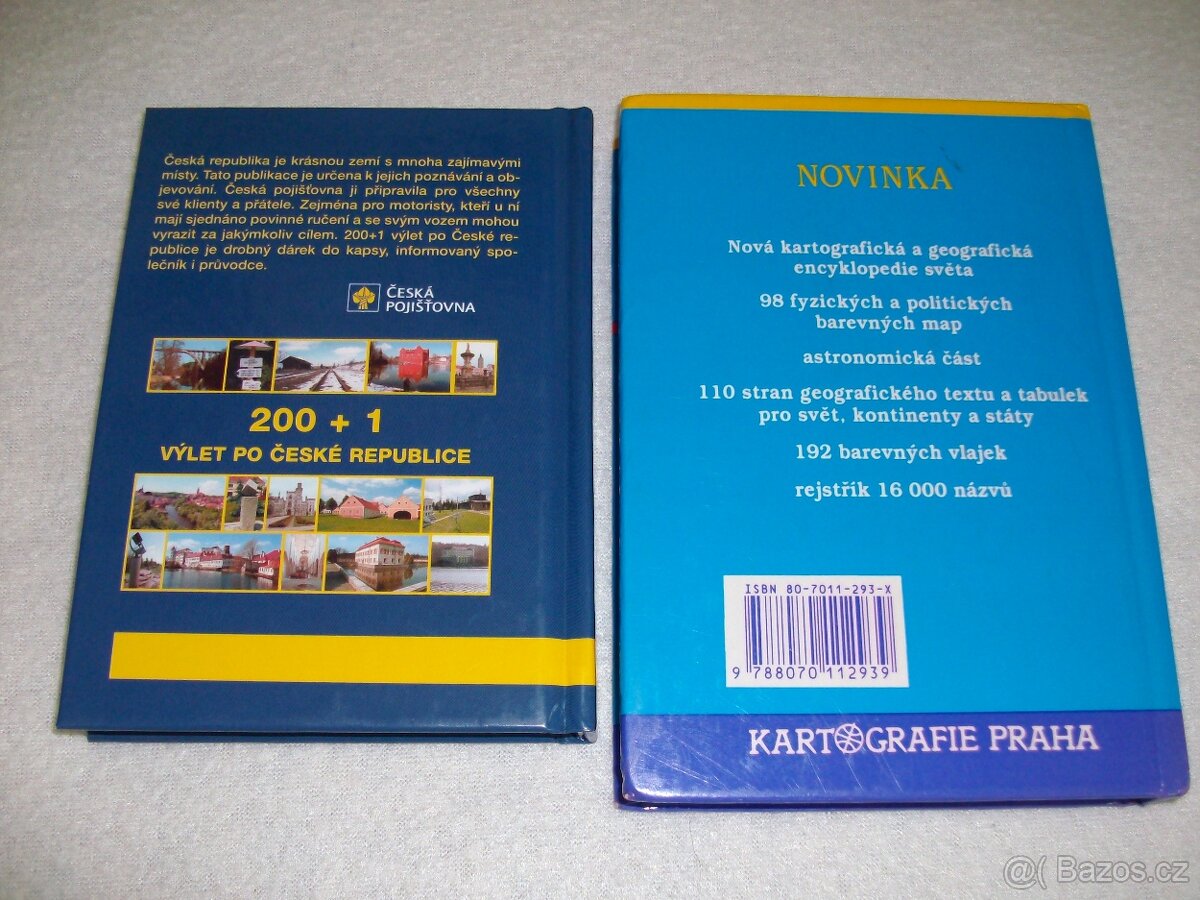 Česká republika je krásnou zemí s mnoha zajímavými
místy. Tato publikace je určena k jejich poznávání a ob-
jevování. Česká pojišťovna ji připravila pro všechny
své klienty a přátele. Zejména pro motoristy, kteří u ní
mají sjednáno povinné ručení a se svým vozem mohou
vyrazit za jakýmkoliv cílem. 200+1 výlet po České re-
publice je drobný dárek do kapsy, informovaný spo-
lečník i průvodce.
ČESKÁ
POJIŠŤOVNA
200 + 1
VÝLET PO ČESKÉ REPUBLICE
NOVINKA
Nová kartografická a geografická
encyklopedie světa
98 fyzických a politických
barevných map
astronomická část
110 stran geografického textu a tabulek
pro svět, kontinenty a státy
192 barevných vlajek
rejstřík 16 000 názvů
ISBN 80-7011-293-X
9 788070 112939
KARTOGRAFIE PRAHA
@( Bazos.cz